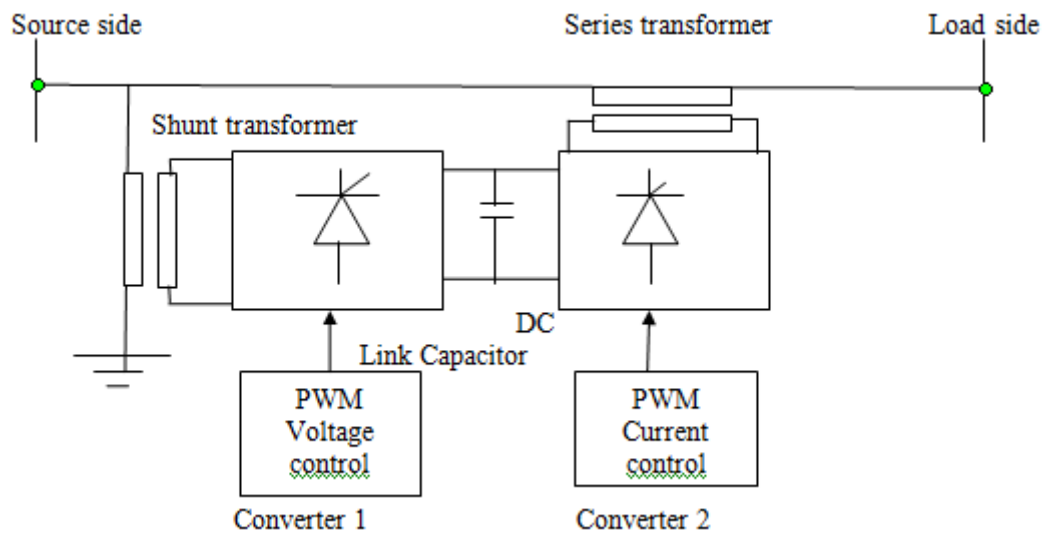 Source side
Series transformer
Load side
Shunt transformer
DC
Link Capacitor
PWM
Voltage
control
PWM
Current
control
Converter 1
Converter 2